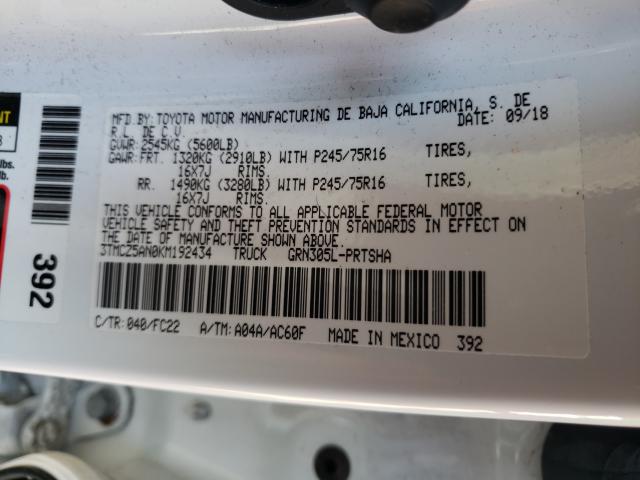 MFD.BY:TOYOTA MOTOR MANUFACTURING DE BAJA CALIFORNIA, S. DE
R.L. DE C.V. DATE: 09/18
GVWR:2545KG (5600LB)
GAWR:FRT. 1320KG (2910LB) WITH P245/75R16 TIRES,
16X7J RIMS,
RR. 1490KG (3280LB) WITH P245/75R16 TIRES,
16X7J RIMS.
THIS VEHICLE CONFORMS TO ALL APPLICABLE FEDERAL MOTOR
VEHICLE SAFETY AND THEFT PREVENTION STANDARDS IN EFFECT ON
THE DATE OF MANUFACTURE SHOWN ABOVE.
3TMCZ5AN0KM192434 TRUCK GRN305L-PRTSHA
C/TR:040/FC22 A/TM:A04A/AC60F MADE IN MEXICO 392
392
lbs.